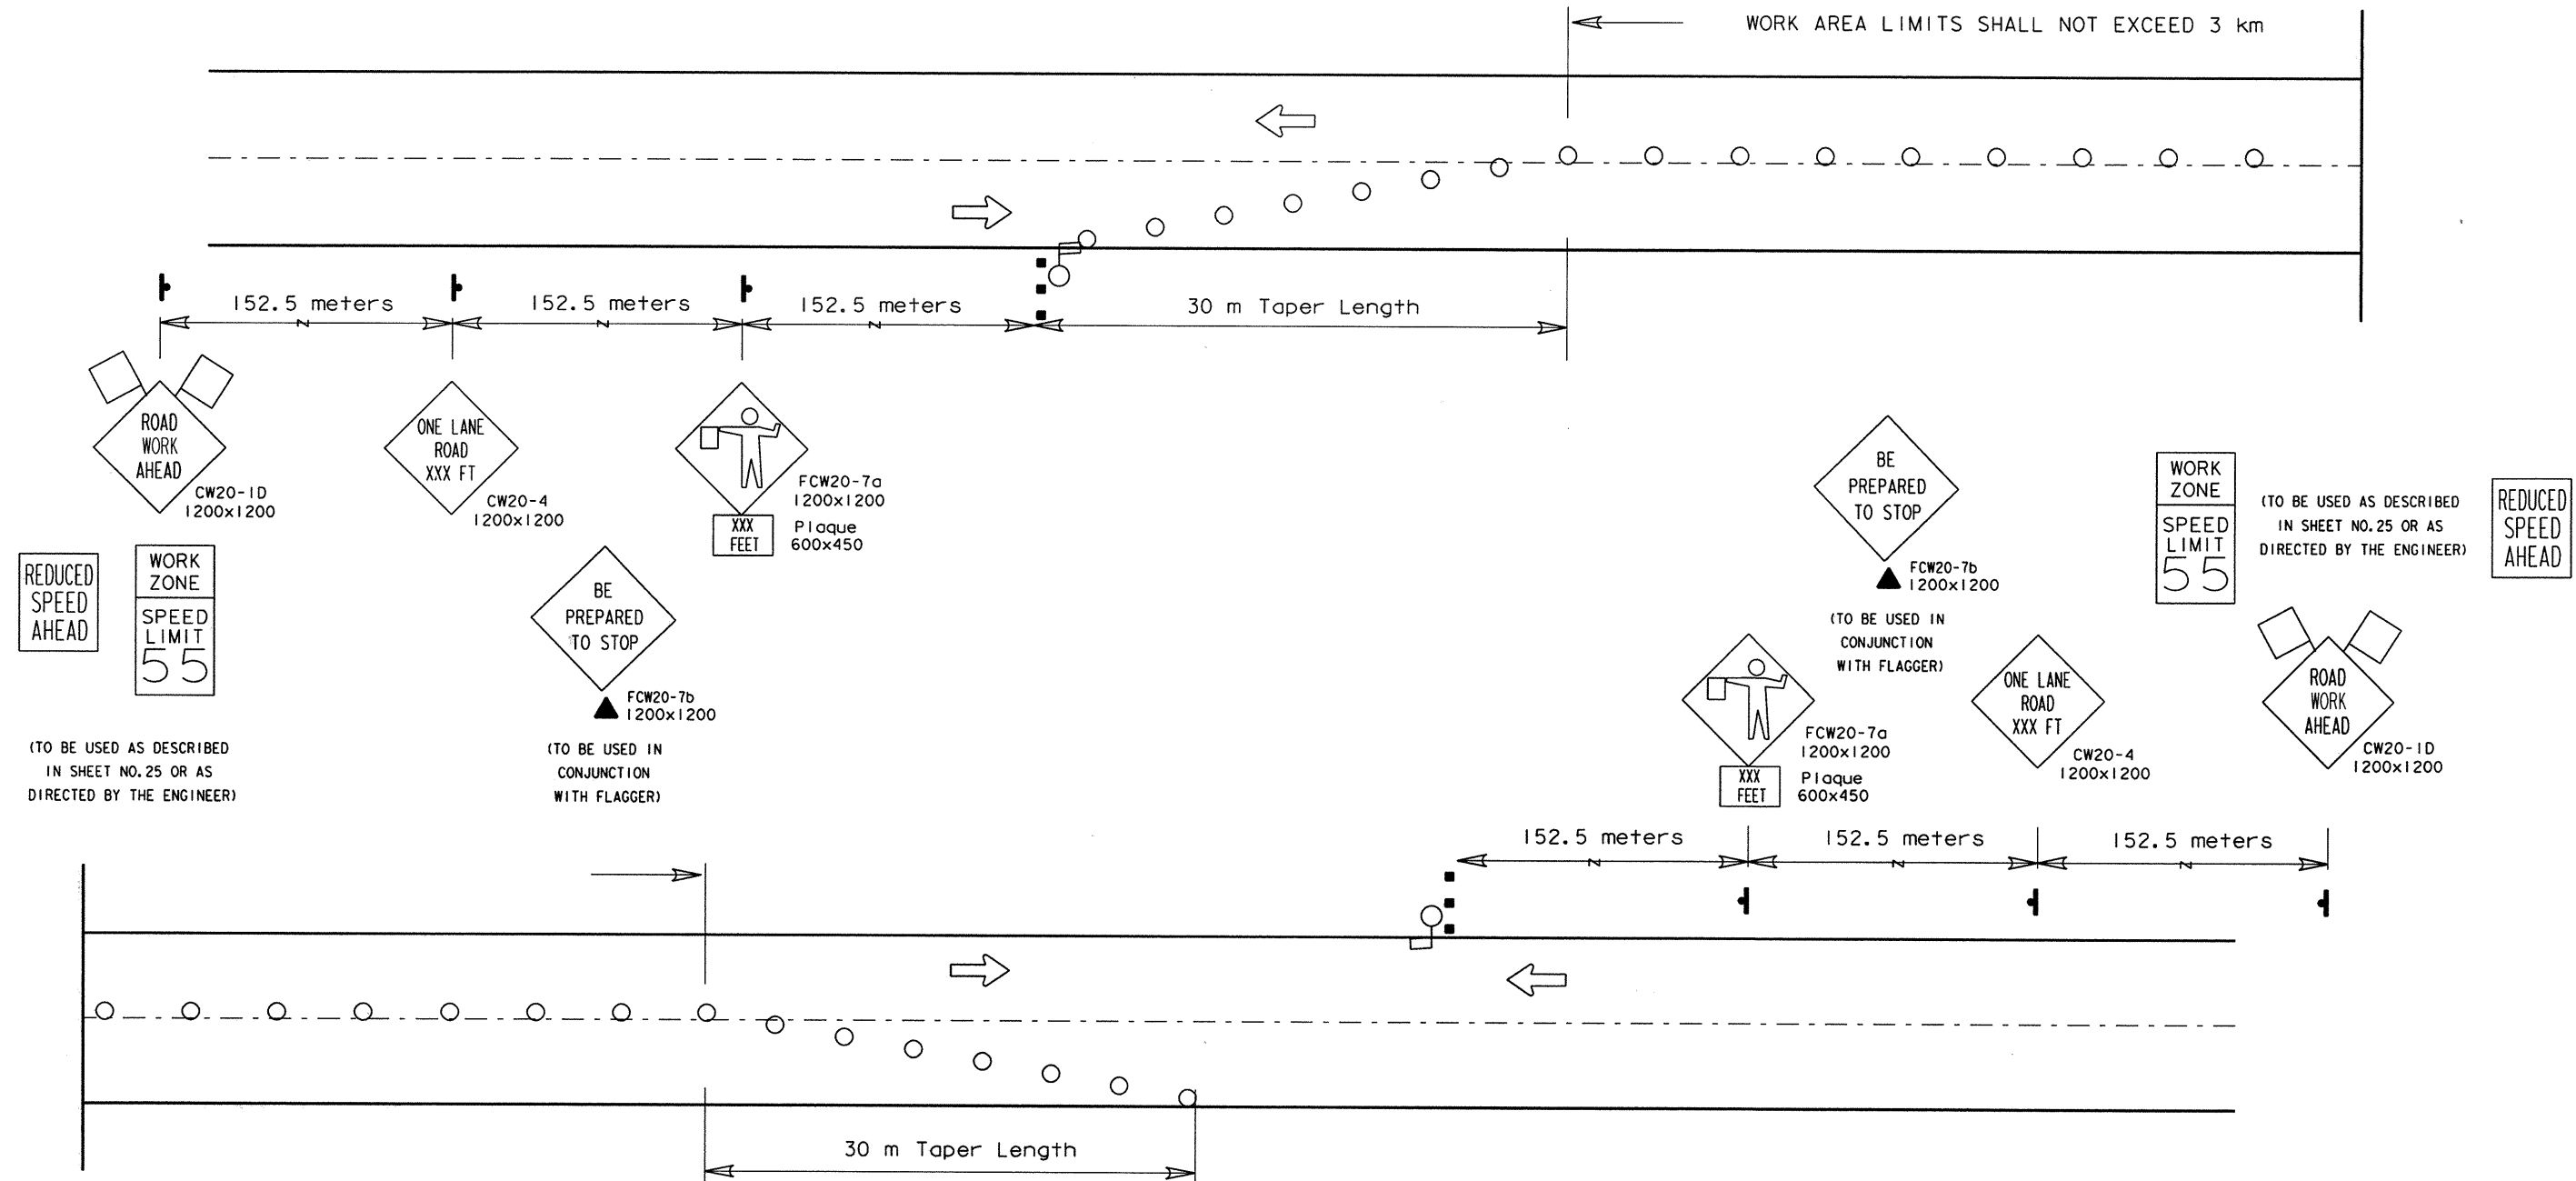 WORK AREA LIMITS SHALL NOT EXCEED 3 km
152.5 meters
152.5 meters
152.5 meters
30 m Taper Length
ROAD
WORK
AHEAD
CW20-1D
1200x1200
ONE LANE
ROAD
XXX FT
CW20-4
1200x1200
FCW20-7a
1200x1200
XXX
FEET
Plaque
600x450
REDUCED
SPEED
AHEAD
WORK
ZONE
SPEED
LIMIT
55
(TO BE USED AS DESCRIBED
IN SHEET NO.25 OR AS
DIRECTED BY THE ENGINEER)
BE
PREPARED
TO STOP
FCW20-7b
1200x1200
(TO BE USED IN
CONJUNCTION
WITH FLAGGER)
BE
PREPARED
TO STOP
FCW20-7b
1200x1200
(TO BE USED IN
CONJUNCTION
WITH FLAGGER)
WORK
ZONE
SPEED
LIMIT
55
(TO BE USED AS DESCRIBED
IN SHEET NO.25 OR AS
DIRECTED BY THE ENGINEER)
REDUCED
SPEED
AHEAD
FCW20-7a
1200x1200
XXX
FEET
Plaque
600x450
ONE LANE
ROAD
XXX FT
CW20-4
1200x1200
ROAD
WORK
AHEAD
CW20-1D
1200x1200
152.5 meters
152.5 meters
152.5 meters
30 m Taper Length